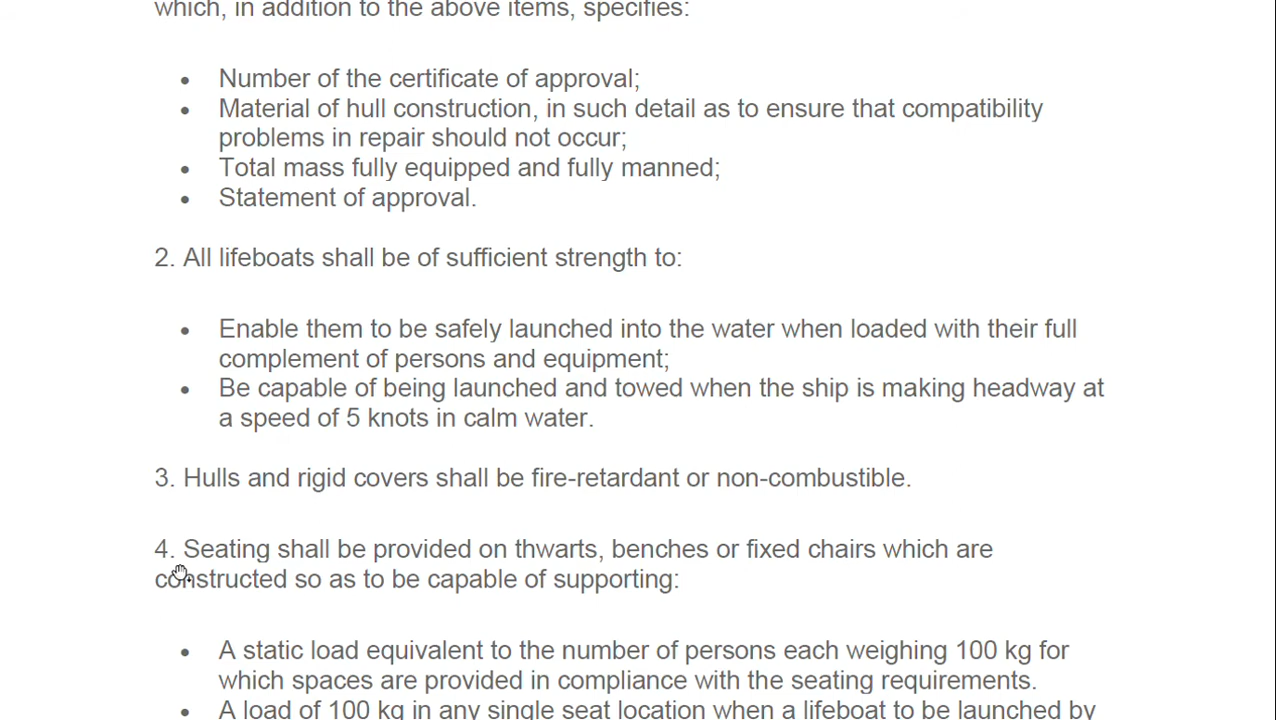 which, in addition to the above items, specifies:
• Number of the certificate of approval;
• Material of hull construction, in such detail as to ensure that compatibility
problems in repair should not occur;
• Total mass fully equipped and fully manned;
• Statement of approval.
2. All lifeboats shall be of sufficient strength to:
• Enable them to be safely launched into the water when loaded with their full
complement of persons and equipment;
• Be capable of being launched and towed when the ship is making headway at
a speed of 5 knots in calm water.
3. Hulls and rigid covers shall be fire-retardant or non-combustible.
4. Seating shall be provided on thwarts, benches or fixed chairs which are
constructed so as to be capable of supporting:
• A static load equivalent to the number of persons each weighing 100 kg for
which spaces are provided in compliance with the seating requirements.
• A load of 100 kg in any single seat location when a lifeboat to be launched by